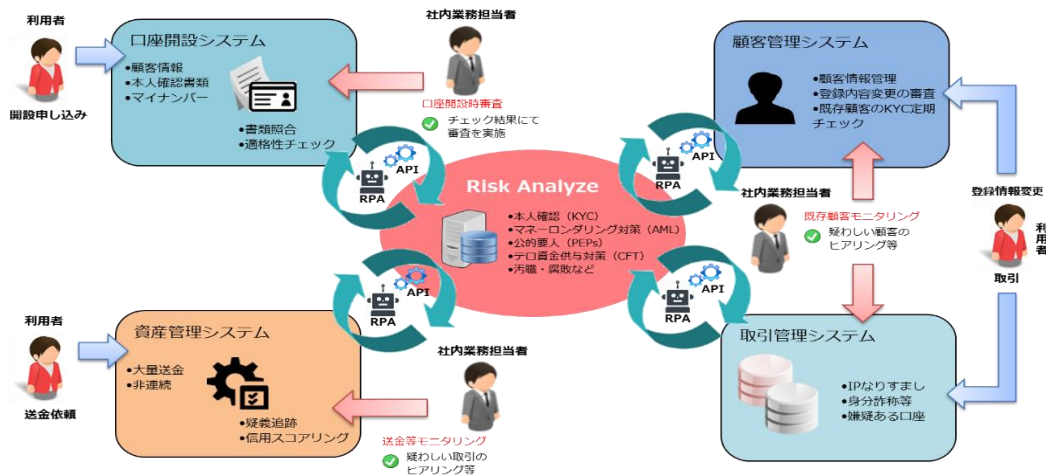 利用者
開設申し込み
口座開設システム
•顧客情報
•本人確認書類
•マイナンバー
•書類照合
•適格性チェック
社内業務担当者
口座開設時審査
チェック結果にて
審査を実施
RPA
API
Risk Analyze
•本人確認（KYC）
•マネーロンダリング対策（AML）
•公的要人（PEPs）
•テロ資金供与対策（CFT）
•汚職・腐敗など
RPA
API
顧客管理システム
•顧客情報管理
•登録内容変更の審査
•既存顧客のKYC定期
チェック
社内業務担当者
既存顧客モニタリング
疑わしい顧客の
ヒアリング等
登録情報変更
利用者
取引
利用者
送金依頼
資産管理システム
•大量送金
•非連続
•疑義追跡
•信用スコアリング
RPA
API
社内業務担当者
送金等モニタリング
疑わしい取引の
ヒアリング等
RPA
API
取引管理システム
•IPなりすまし
•身分詐称等
•嫌疑ある口座